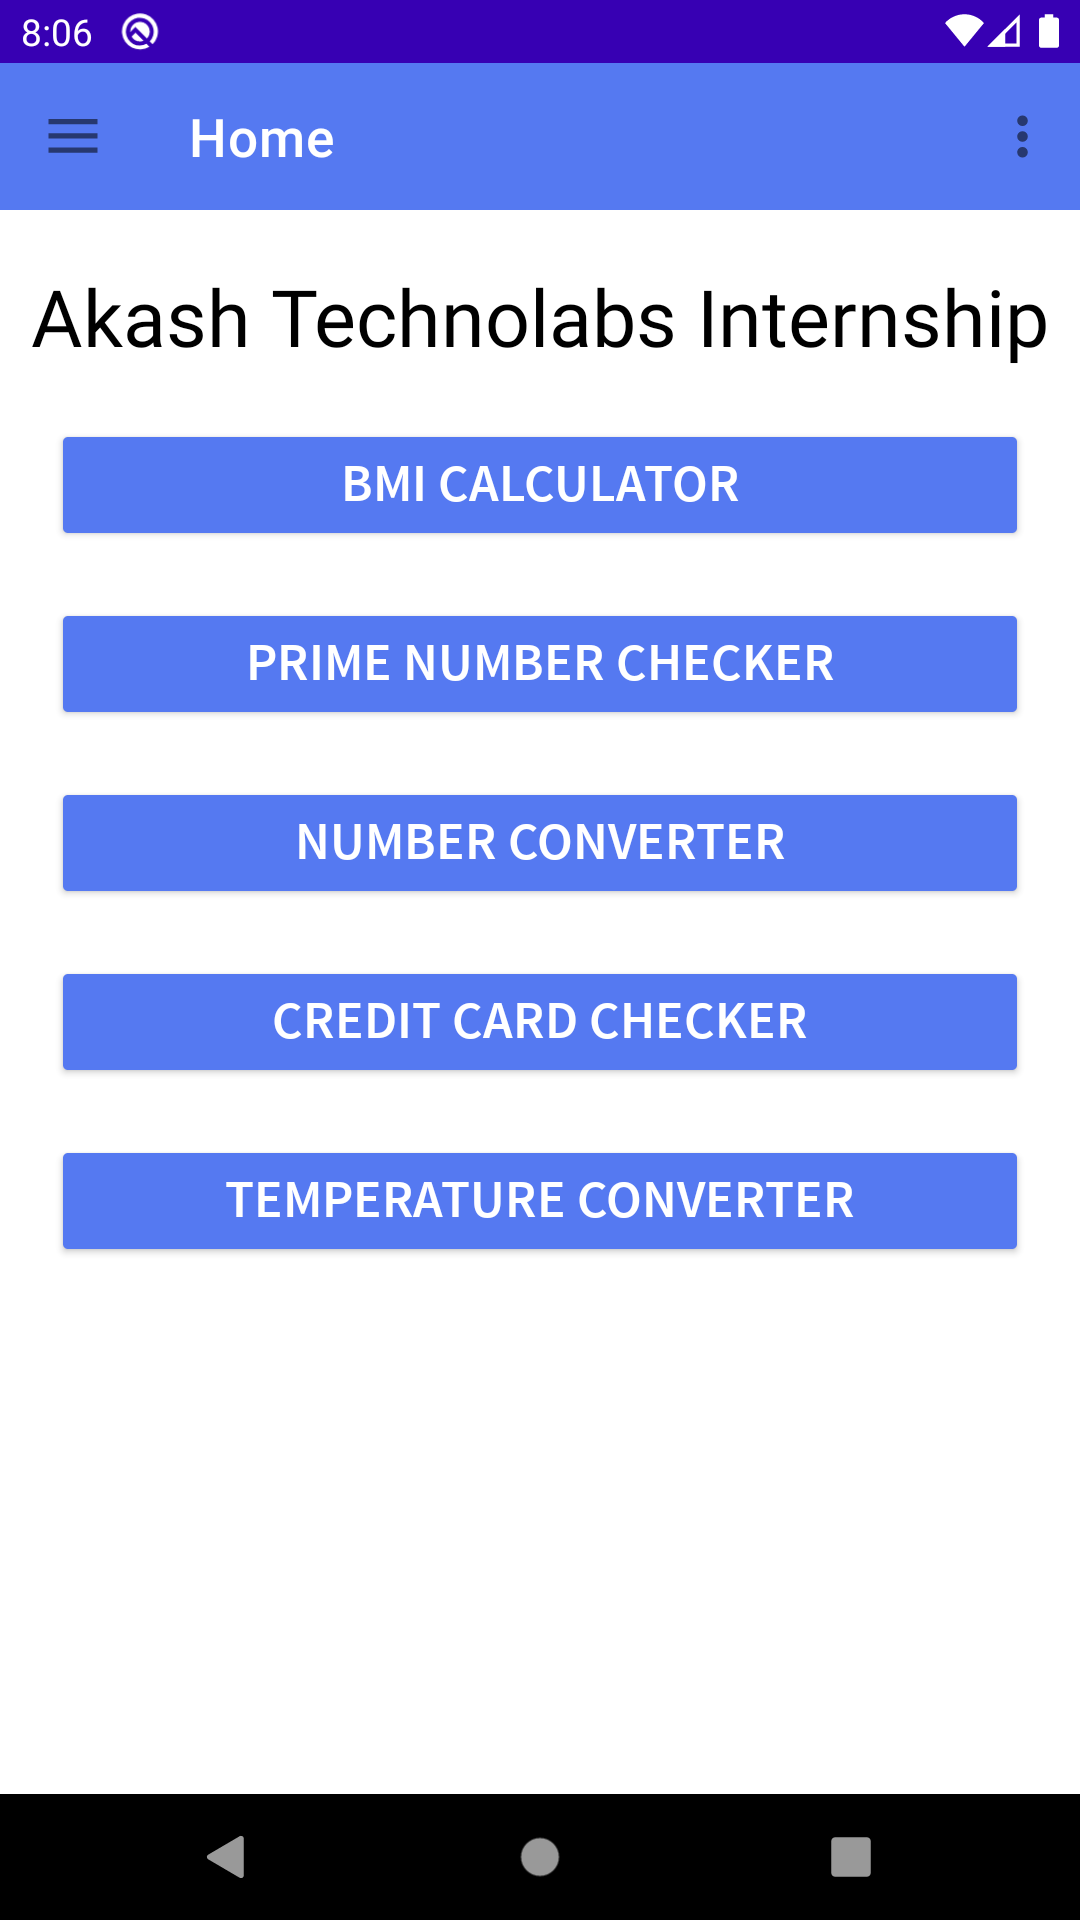 8:06
Home
Akash Technolabs Internship
BMI CALCULATOR
PRIME NUMBER CHECKER
NUMBER CONVERTER
CREDIT CARD CHECKER
TEMPERATURE CONVERTER